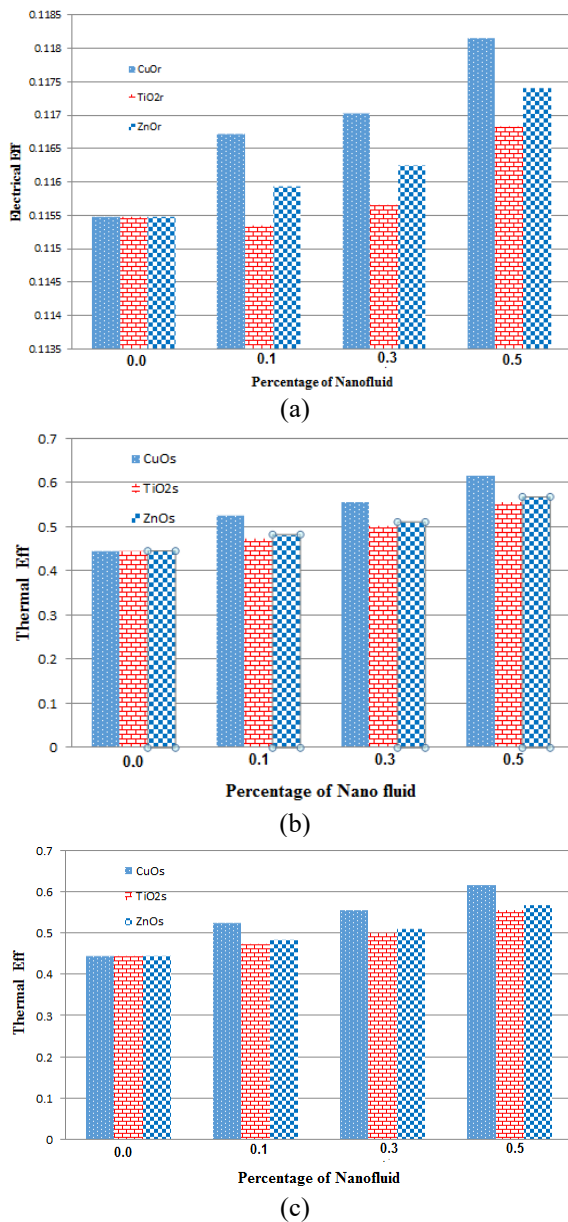 0.1185
0.118
0.1175
0.117
0.1165
0.116
0.1155
0.115
0.1145
0.114
0.1135
Electrical Eff
CuOr
TiO2r
ZnOr
0.0 0.1 0.3 0.5
Percentage of Nanofluid
(a)
0.7
0.6
0.5
0.4
0.3
0.2
0.1
0
Thermal Eff
CuOs
TiO2s
ZnOs
0.0 0.1 0.3 0.5
Percentage of Nano fluid
(b)
0.7
0.6
0.5
0.4
0.3
0.2
0.1
0
Thermal Eff
CuOs
TiO2s
ZnOs
0.0 0.1 0.3 0.5
Percentage of Nanofluid
(c)